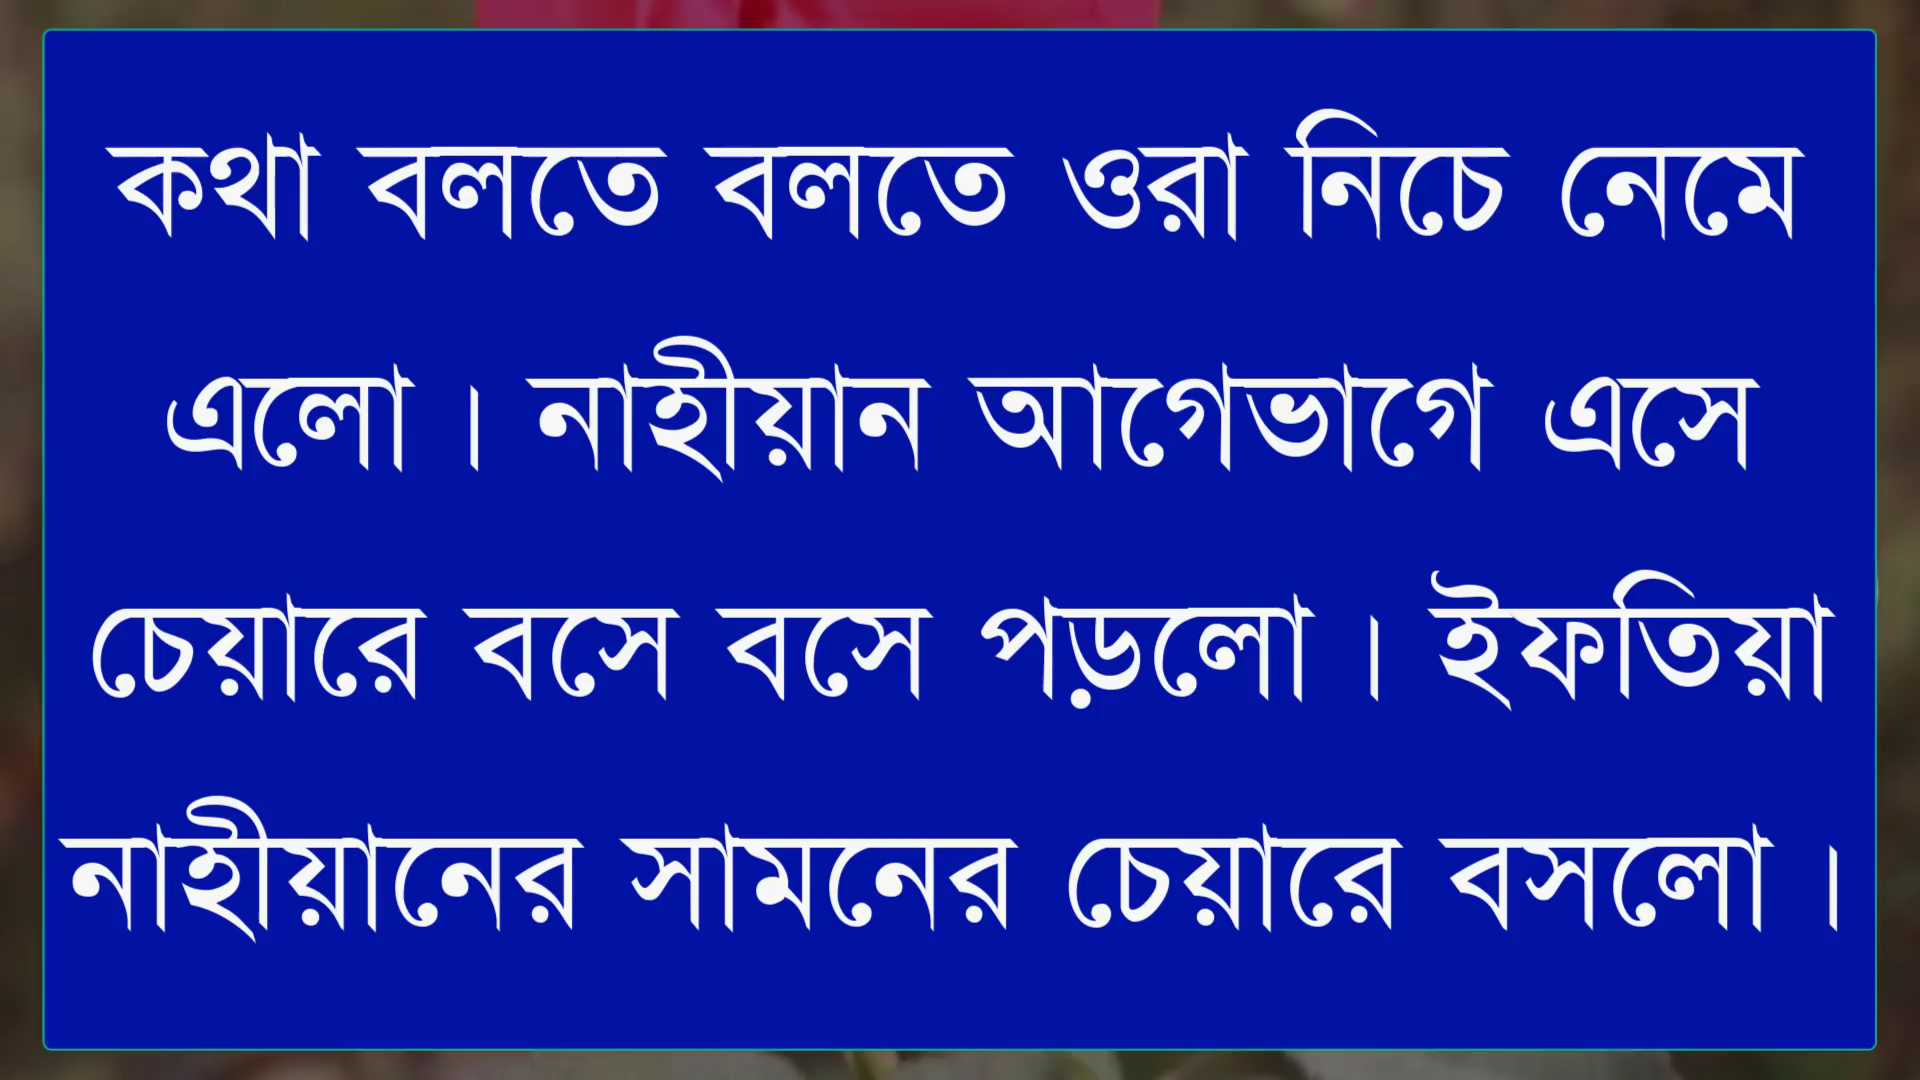 কথা বলতে বলতে ওরা নিচে নেমে
এলো । নাহীয়ান আগেভাগে এসে
চেয়ারে বসে বসে পড়লো । ইফতিয়া
নাহীয়ানের সামনের চেয়ারে বসলো ।